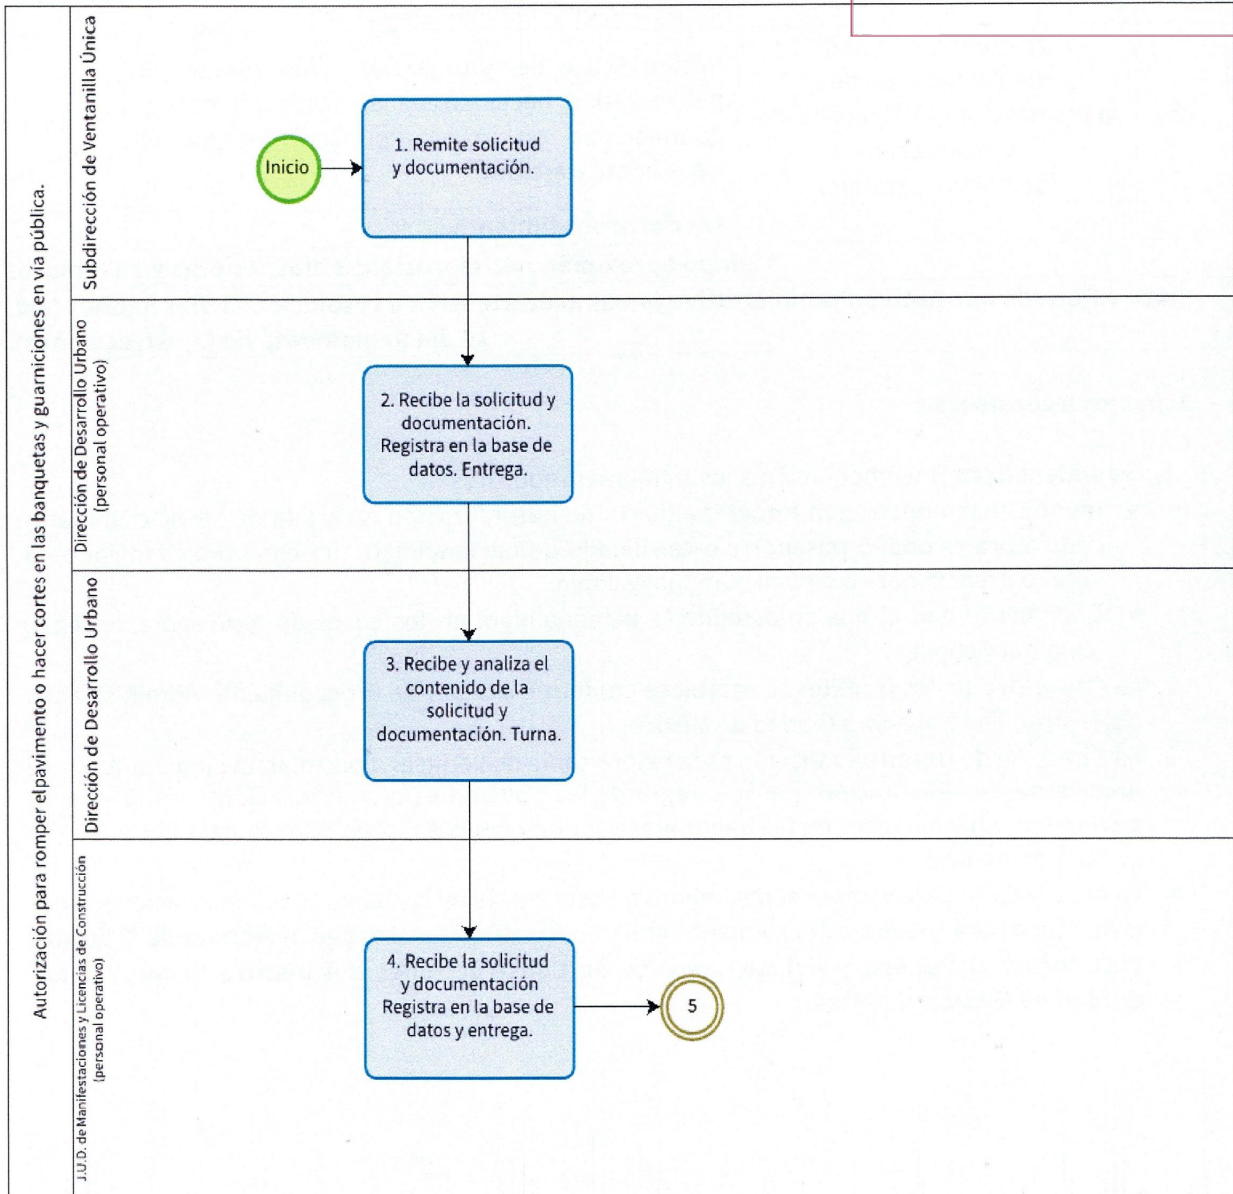 Autorización para romper elpavimento o hacer cortes en las banquetas y guarniciones en vía pública.
Subdirección de Ventanilla Única
Inicio
1. Remite solicitud
y documentación.
Dirección de Desarrollo Urbano
(personal operativo)
2. Recibe la solicitud y
documentación.
Registra en la base de
datos. Entrega.
Dirección de Desarrollo Urbano
3. Recibe y analiza el
contenido de la
solicitud y
documentación. Turna.
J.U.D. de Manifestaciones y Licencias de Construcción
(personal operativo)
4. Recibe la solicitud
y documentación
Registra en la base de
datos y entrega.
5